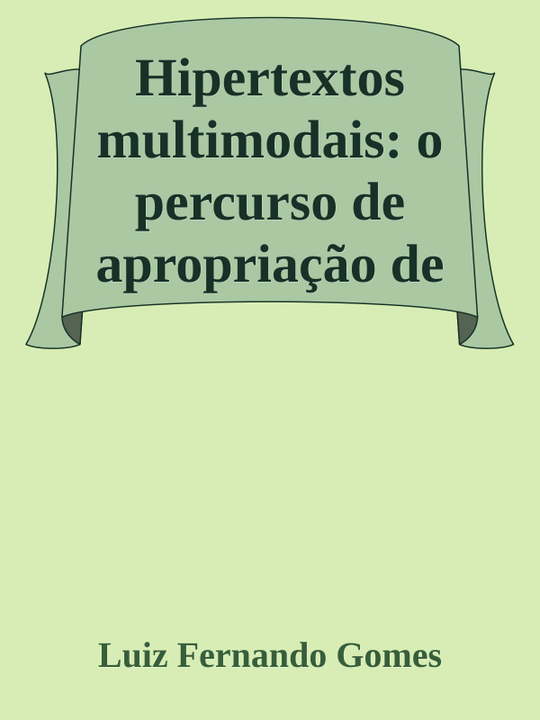 Hipertextos
multimodais: o
percurso de
apropriação de
Luiz Fernando Gomes